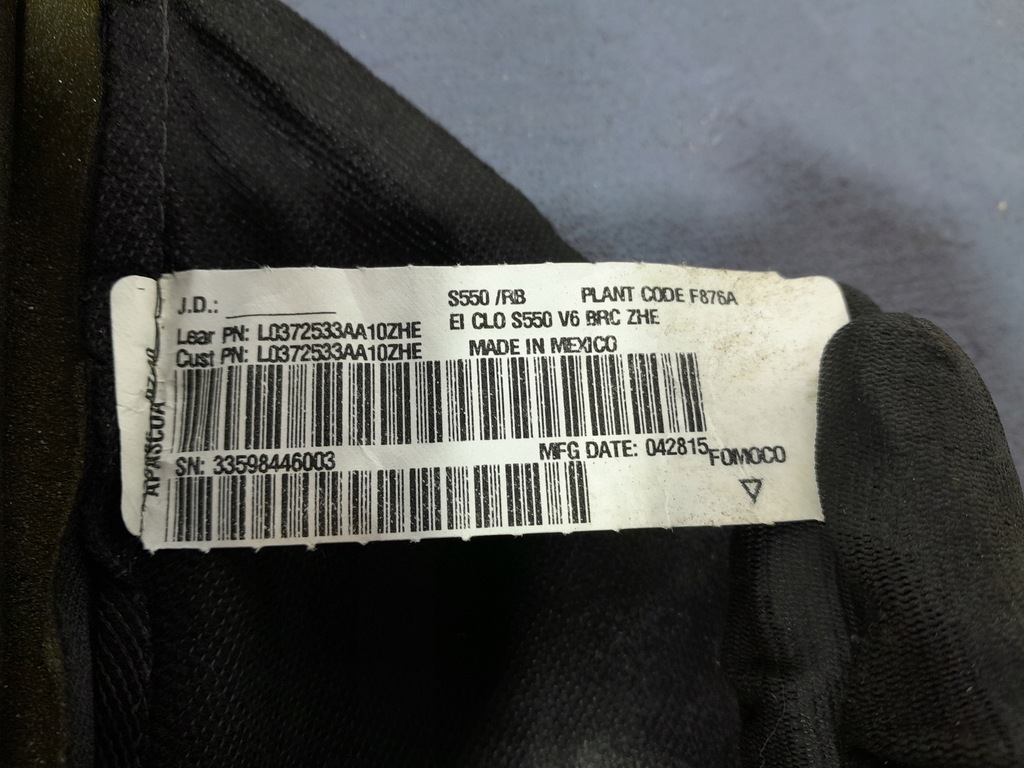 J.D.:
S550 /RB PLANT CODE F876A
Lear PN: L0372533AA10ZHE
EI CLO S550 V6 BRC ZHE
Cust PN: L0372533AA10ZHE
MADE IN MEXICO
SN: 33598446003
MFG DATE: 042815
FOMOCO